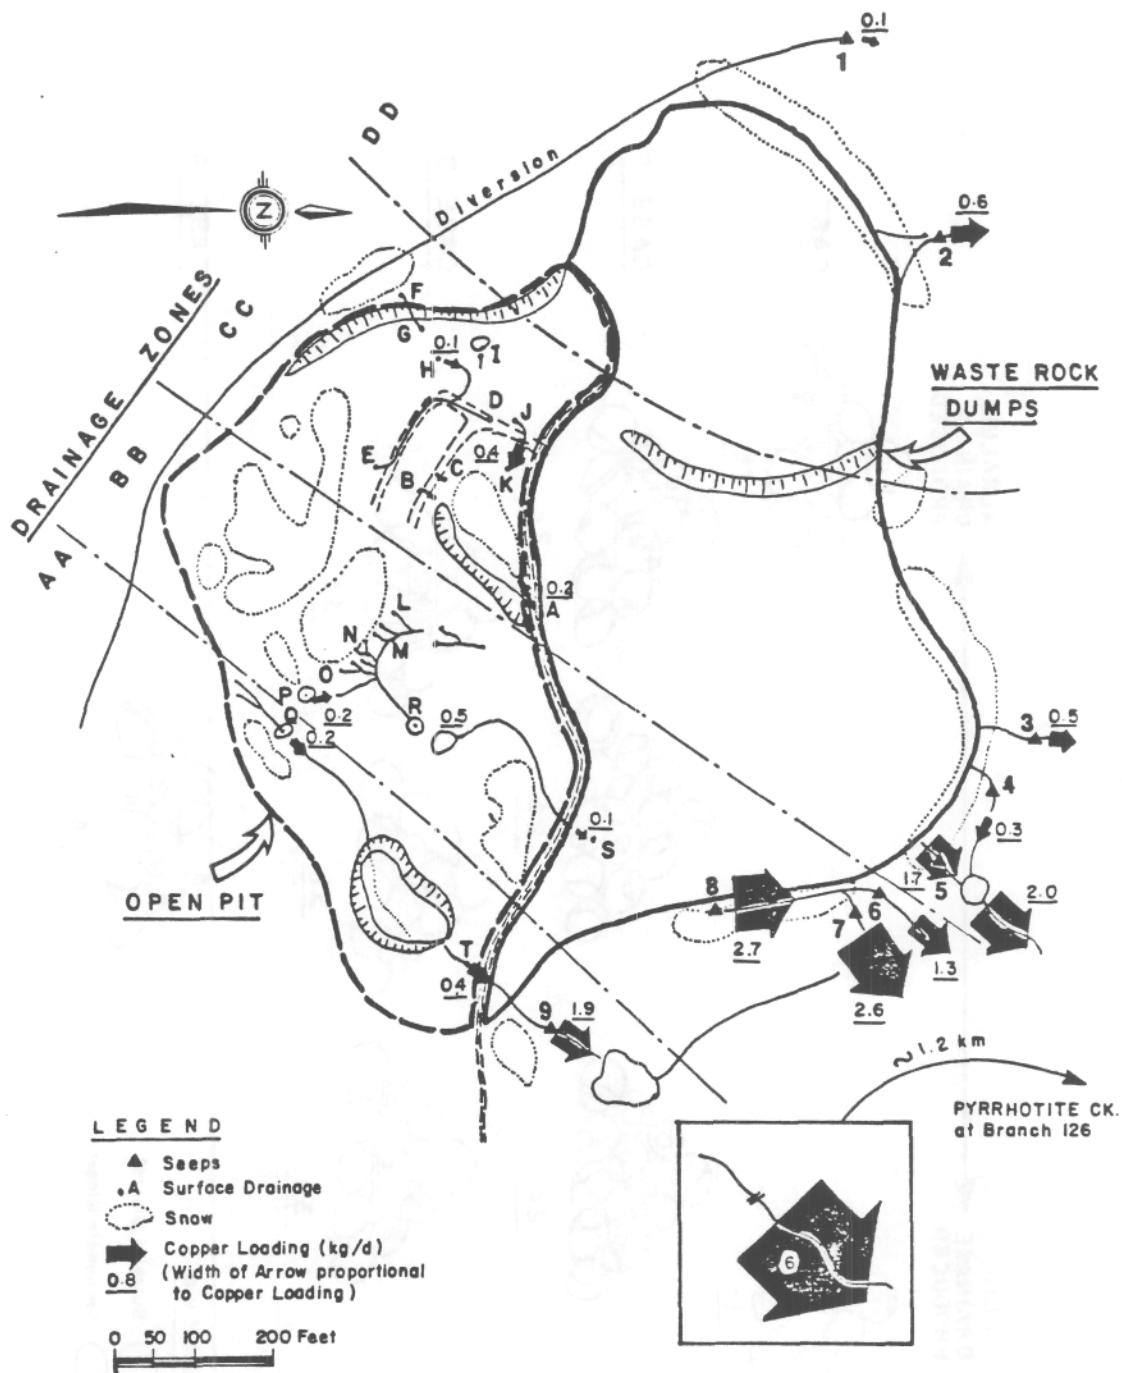 0.1
1
DD
Diversion
Z
0.6
2
DRAINAGE ZONES
CC
BB
AA
F
G
0.1
H
I
D
J
0.4
K
E
C
B
WASTE ROCK
DUMPS
0.2
A
L
N
M
O
P
0.2
Q
0.2
R
0.5
3
0.5
4
0.3
0.1
S
OPEN PIT
8
2.7
1.7
5
6
7
2.0
1.3
2.6
T
0.4
9
1.9
~1.2 km
PYRRHOTITE CK.
at Branch 126
6
LEGEND
Seeps
.A Surface Drainage
Snow
Copper Loading (kg/d)
0.8 (Width of Arrow proportional
to Copper Loading)
0 50 100 200 Feet